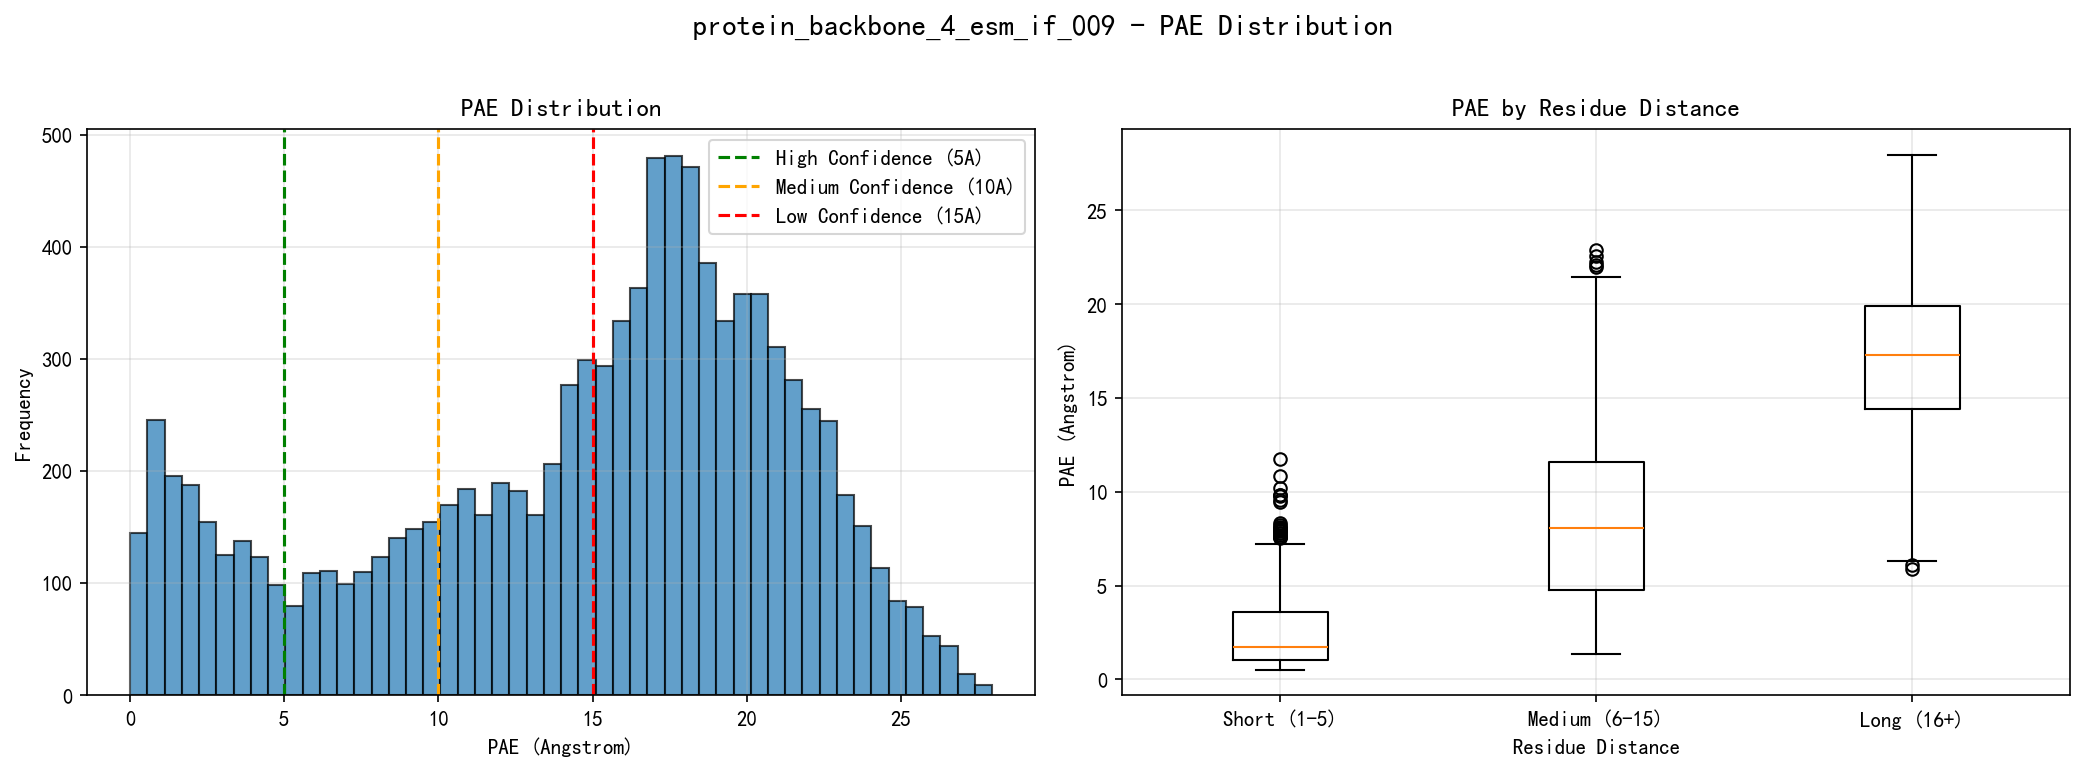 protein_backbone_4_esm_if_009 - PAE Distribution
PAE Distribution
500
400
300
200
100
0
Frequency
0 5 10 15 20 25
PAE (Angstrom)
High Confidence (5A)
Medium Confidence (10A)
Low Confidence (15A)
PAE by Residue Distance
25
20
15
10
5
0
PAE (Angstrom)
Short (1-5) Medium (6-15) Long (16+)
Residue Distance